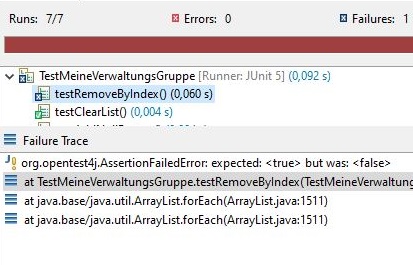 Runs: 7/7 Errors: 0 Failures: 1
TestMeineVerwaltungsGruppe [Runner: JUnit 5] (0,092 s)
testRemoveByIndex() (0,060 s)
testClearList() (0,004 s)
Failure Trace
org.opentest4j.AssertionFailedError: expected: <true> but was: <false>
at TestMeineVerwaltungsGruppe.testRemoveByIndex(TestMeineVerwaltung
at java.base/java.util.ArrayList.forEach(ArrayList.java:1511)
at java.base/java.util.ArrayList.forEach(ArrayList.java:1511)